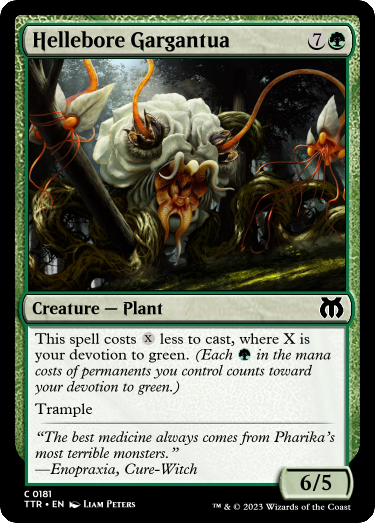 Hellebore Gargantua 7
Creature — Plant
This spell costs X less to cast, where X is
your devotion to green. (Each in the mana
costs of permanents you control counts toward
your devotion to green.)
Trample
"The best medicine always comes from Pharika's
most terrible monsters."
—Enopraxia, Cure-Witch
6/5
C 0181
TTR • EN Liam Peters
™ & © 2023 Wizards of the Coast